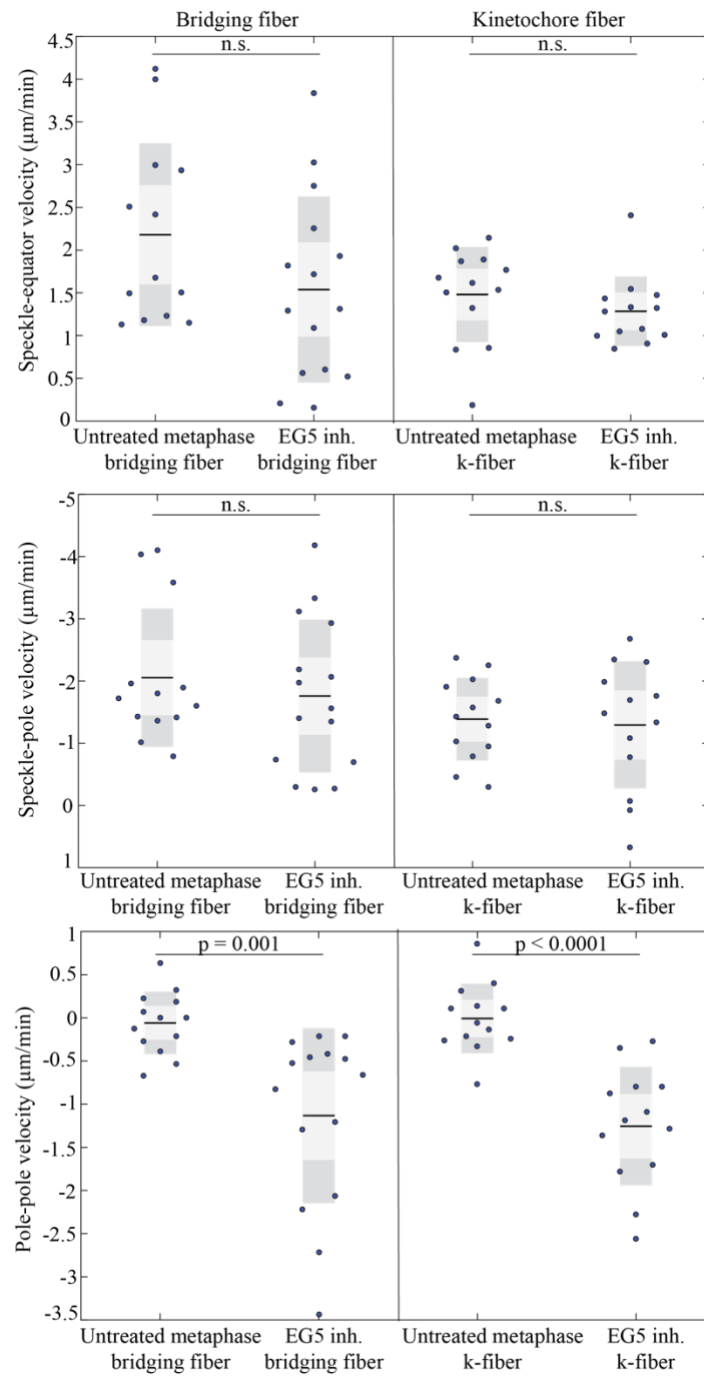 Bridging fiber Kinetochore fiber
n.s. n.s.
Speckle-equator velocity (µm/min)
4.5
4
3.5
3
2.5
2
1.5
1
0.5
0
Untreated metaphase EG5 inh. Untreated metaphase EG5 inh.
bridging fiber bridging fiber k-fiber k-fiber
n.s. n.s.
Speckle-pole velocity (µm/min)
-5
-4
-3
-2
-1
0
1
Untreated metaphase EG5 inh. Untreated metaphase EG5 inh.
bridging fiber bridging fiber k-fiber k-fiber
p = 0.001 p < 0.0001
Pole-pole velocity (µm/min)
1
0.5
0
-0.5
-1
-1.5
-2
-2.5
-3
-3.5
Untreated metaphase EG5 inh. Untreated metaphase EG5 inh.
bridging fiber bridging fiber k-fiber k-fiber